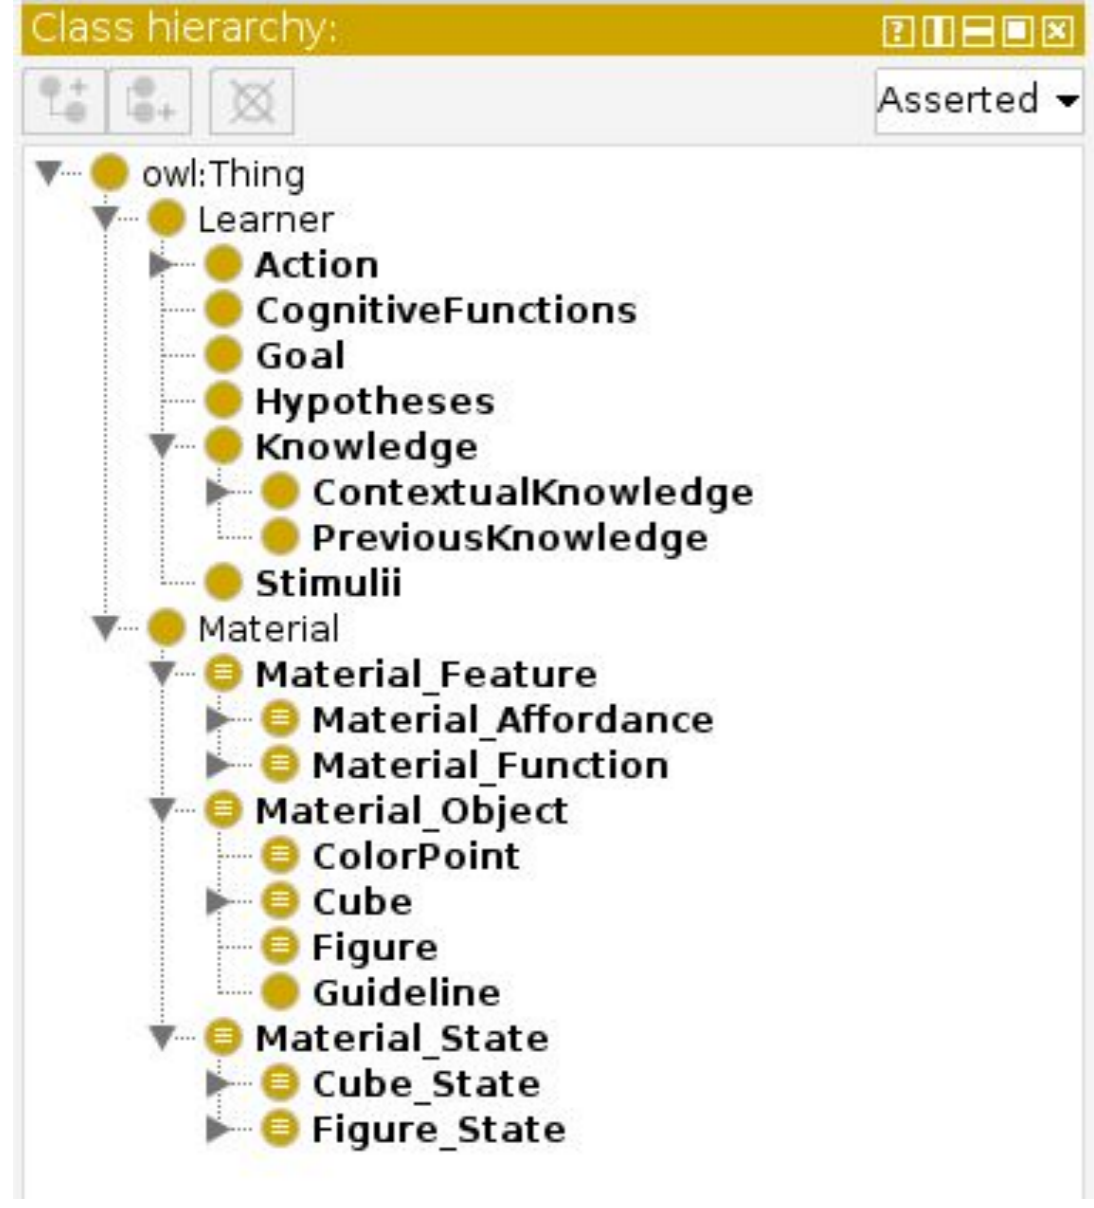 Class hierarchy:
Asserted
owl:Thing
Learner
Action
CognitiveFunctions
Goal
Hypotheses
Knowledge
ContextualKnowledge
PreviousKnowledge
Stimulii
Material
Material_Feature
Material_Affordance
Material_Function
Material_Object
ColorPoint
Cube
Figure
Guideline
Material_State
Cube_State
Figure_State